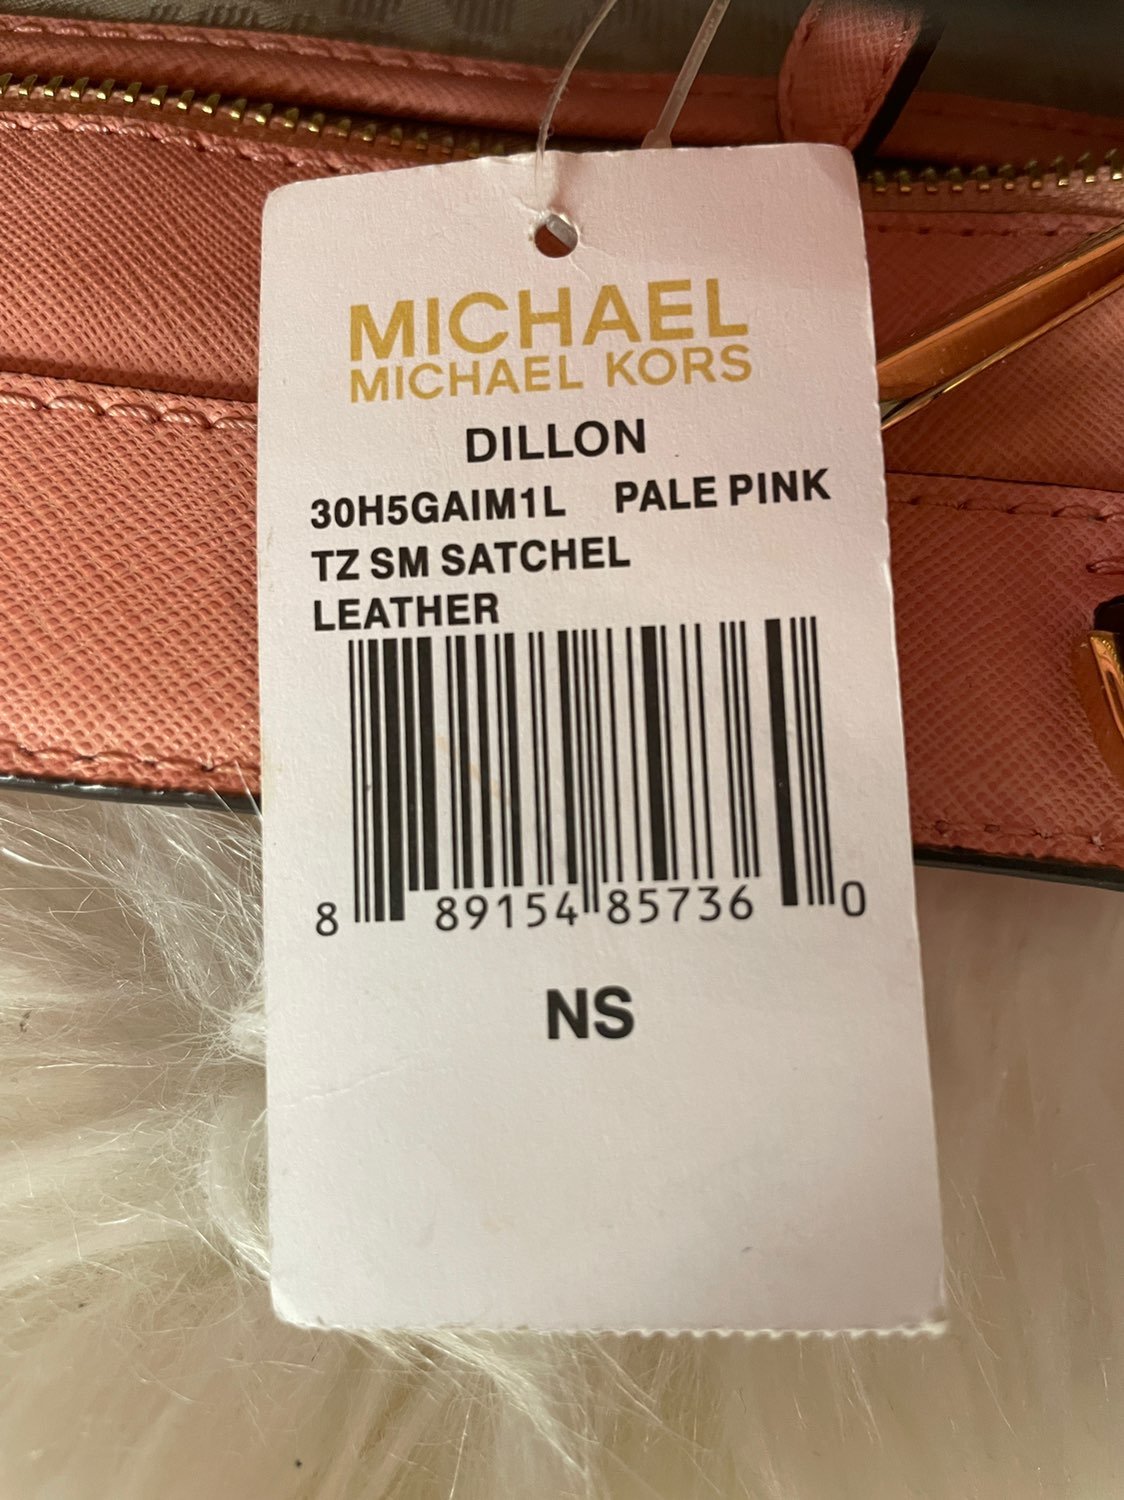 MICHAEL
MICHAEL KORS
DILLON
30H5GAIM1L PALE PINK
TZ SM SATCHEL
LEATHER
8 89154 85736 0
NS